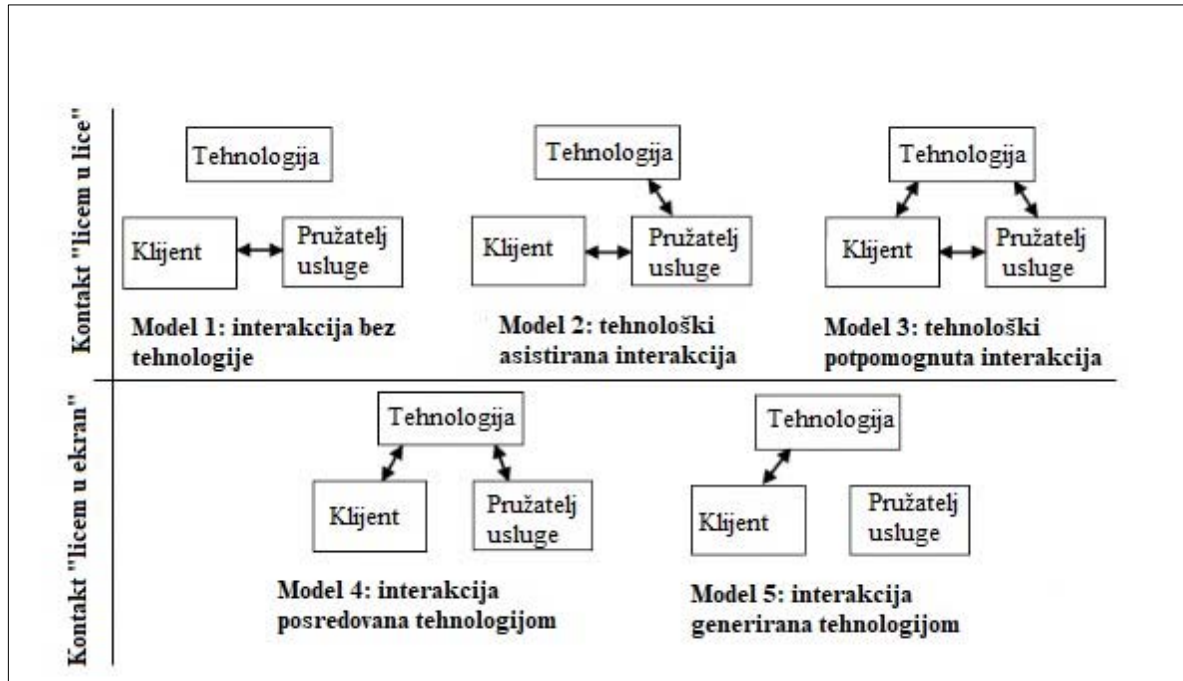 Kontakt "licem u lice"
Tehnologija
Klijent
Pružatelj
usluge
Model 1: interakcija bez
tehnologije
Tehnologija
Klijent
Pružatelj
usluge
Model 2: tehnološki
asistirana interakcija
Tehnologija
Klijent
Pružatelj
usluge
Model 3: tehnološki
potpomognuta interakcija
Kontakt "licem u ekran"
Tehnologija
Klijent
Pružatelj
usluge
Model 4: interakcija
posredovana tehnologijom
Tehnologija
Klijent
Pružatelj
usluge
Model 5: interakcija
generirana tehnologijom